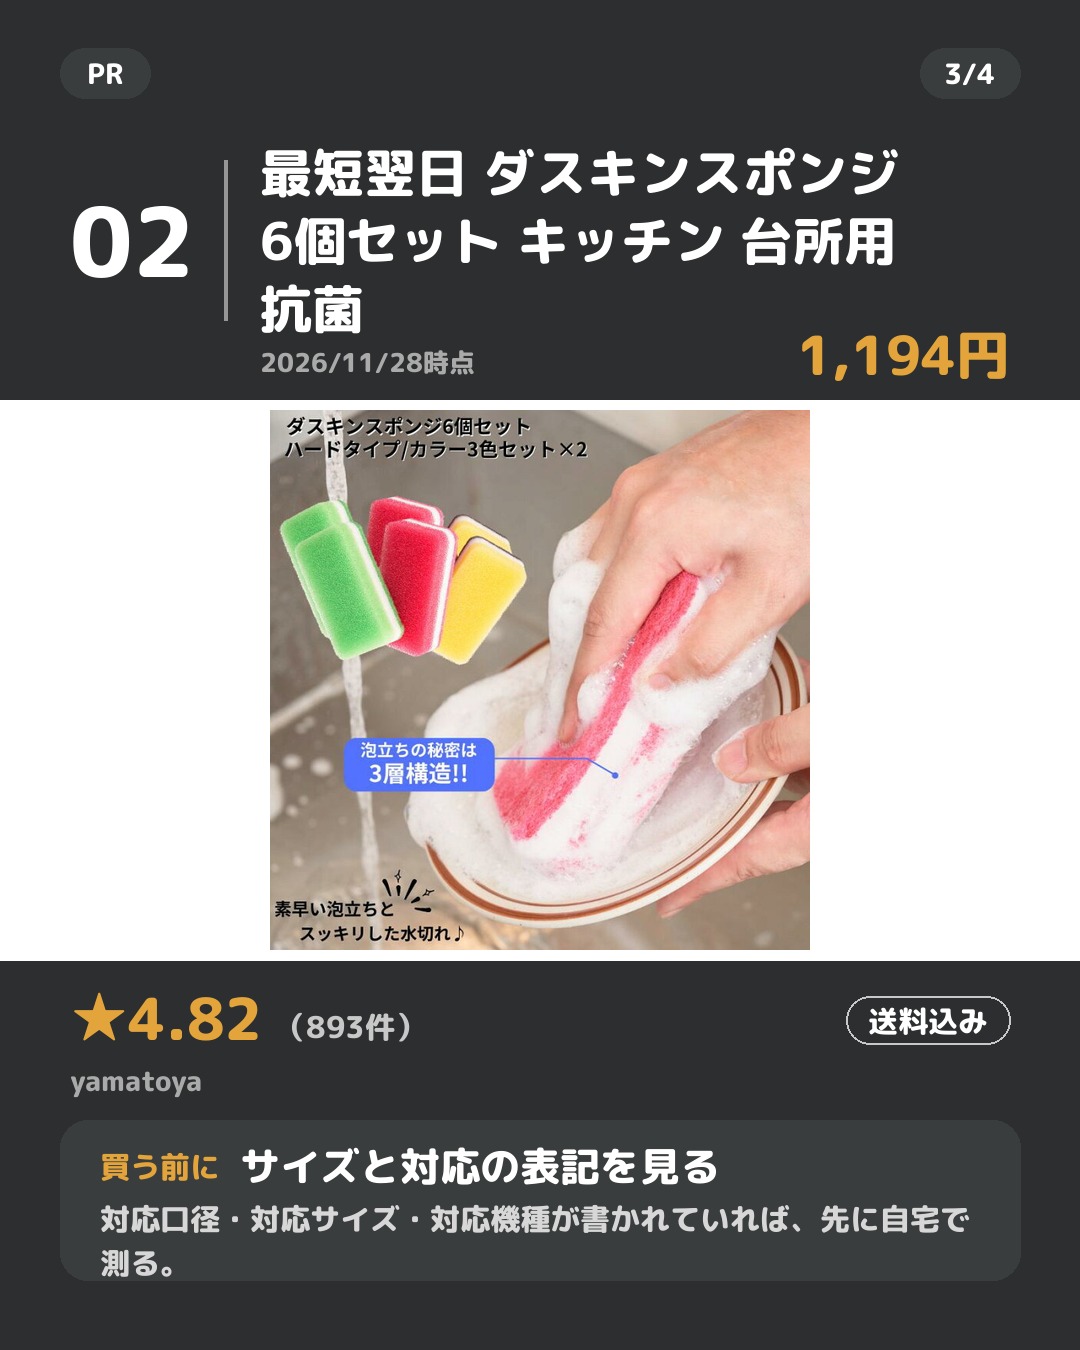 PR
3/4
02
最短翌日 ダスキンスポンジ
6個セット キッチン 台所用
抗菌
2026/11/28時点
1,194円
ダスキンスポンジ6個セット
ハードタイプ/カラー3色セット×2
泡立ちの秘密は
3層構造!!
素早い泡立ちと
スッキリした水切れ♪
★4.82 （893件）
送料込み
yamatoya
買う前に サイズと対応の表記を見る
対応口径・対応サイズ・対応機種が書かれていれば、先に自宅で
測る。